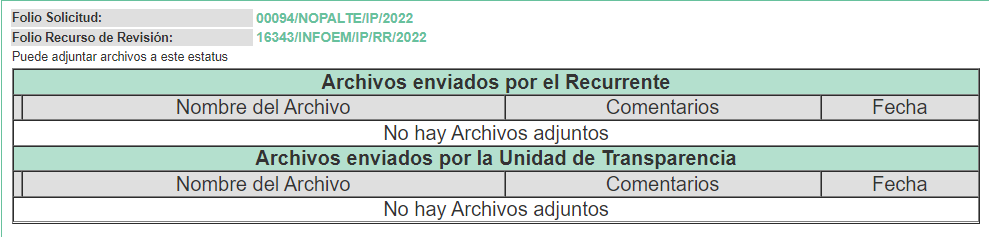 Folio Solicitud: 00094/NOPALTE/IP/2022
Folio Recurso de Revisión: 16343/INFOEM/IP/RR/2022
Puede adjuntar archivos a este estatus
Archivos enviados por el Recurrente
Nombre del Archivo Comentarios Fecha
No hay Archivos adjuntos
Archivos enviados por la Unidad de Transparencia
Nombre del Archivo Comentarios Fecha
No hay Archivos adjuntos